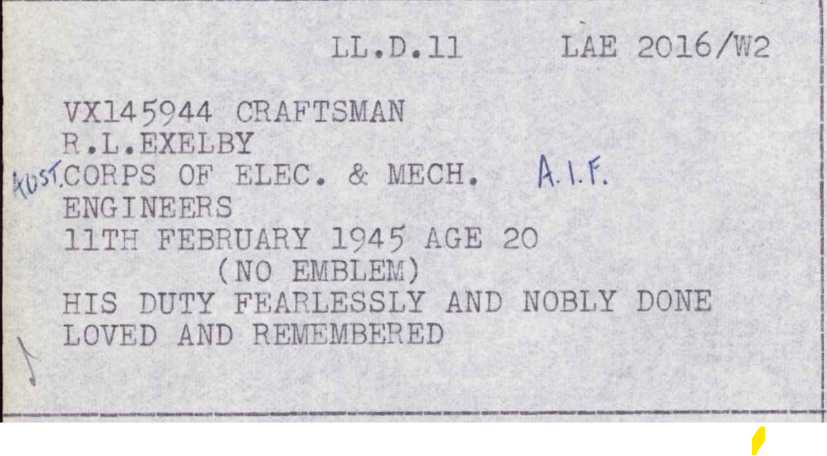 LL.D.11 LAE 2016/W2
VX145944 CRAFTSMAN
R.L.EXELBY
AUST. CORPS OF ELEC. & MECH. A.I.F.
ENGINEERS
11TH FEBRUARY 1945 AGE 20
(NO EMBLEM)
HIS DUTY FEARLESSLY AND NOBLY DONE
LOVED AND REMEMBERED